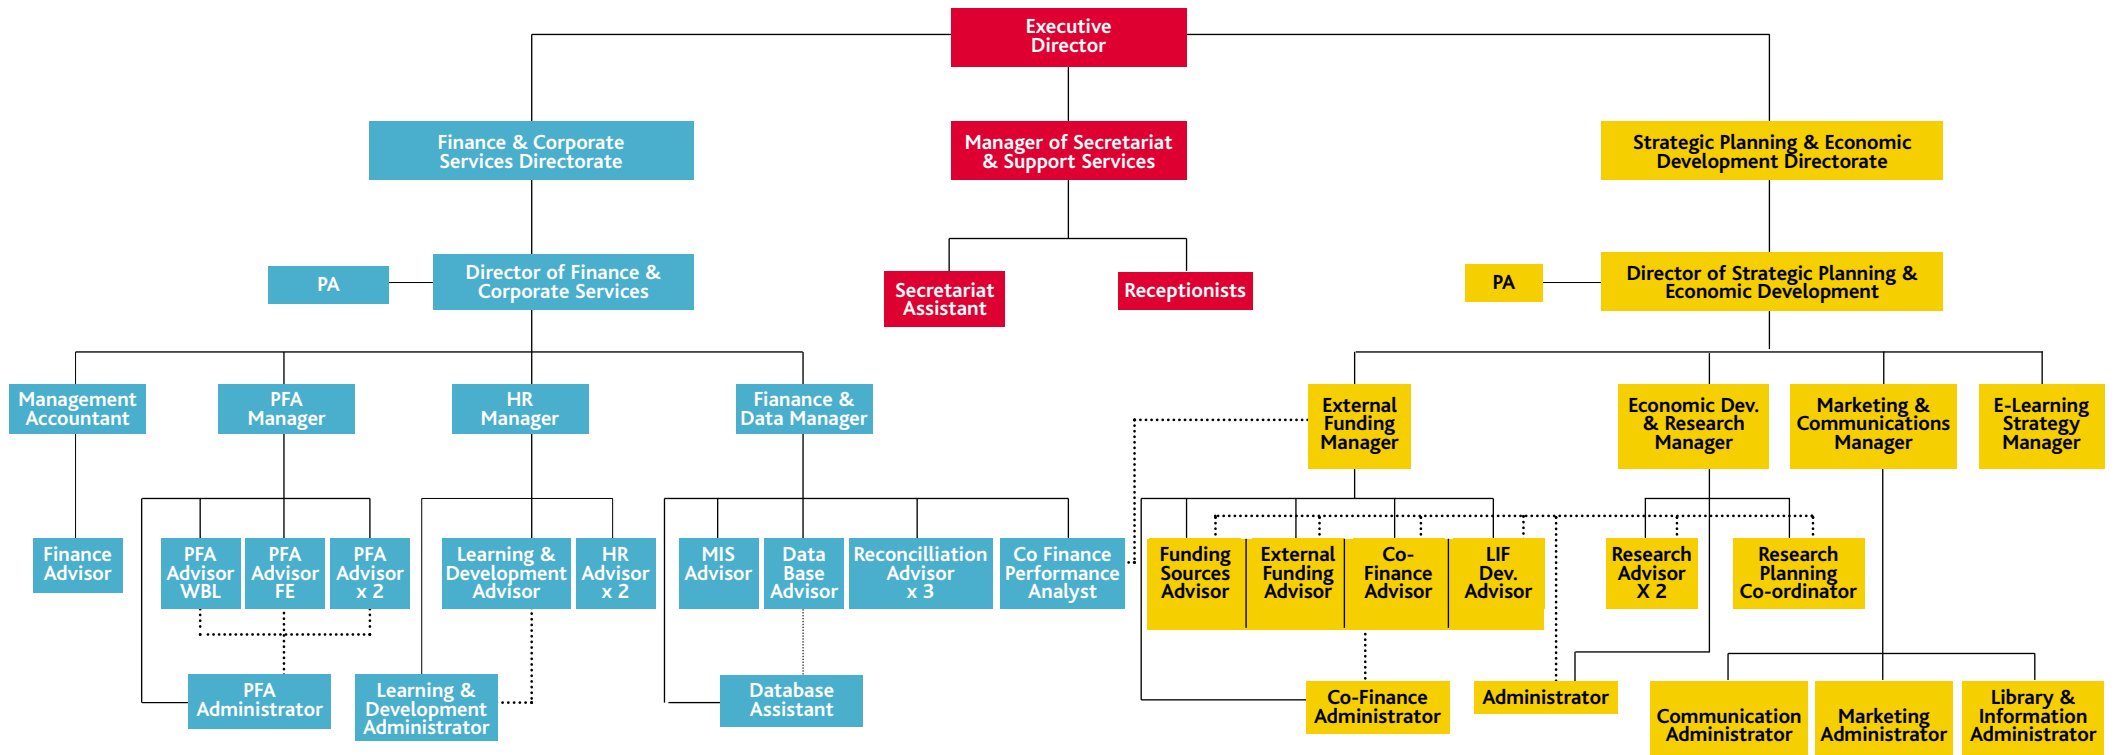 Executive
Director
Finance & Corporate
Services Directorate
Manager of Secretariat
& Support Services
Strategic Planning & Economic
Development Directorate
PA
Director of Finance &
Corporate Services
Secretariat
Assistant
Receptionists
PA
Director of Strategic Planning &
Economic Development
Management
Accountant
PFA
Manager
HR
Manager
Fianance &
Data Manager
External
Funding
Manager
Economic Dev.
& Research
Manager
Marketing &
Communications
Manager
E-Learning
Strategy
Manager
Finance
Advisor
PFA
Advisor
WBL
PFA
Advisor
FE
PFA
Advisor
x 2
Learning &
Development
Advisor
HR
Advisor
x 2
MIS
Advisor
Data
Base
Advisor
Reconcilliation
Advisor
x 3
Co Finance
Performance
Analyst
Funding
Sources
Advisor
External
Funding
Advisor
Co-
Finance
Advisor
LIF
Dev.
Advisor
Research
Advisor
X 2
Research
Planning
Co-ordinator
PFA
Administrator
Learning &
Development
Administrator
Database
Assistant
Co-Finance
Administrator
Administrator
Communication
Administrator
Marketing
Administrator
Library &
Information
Administrator